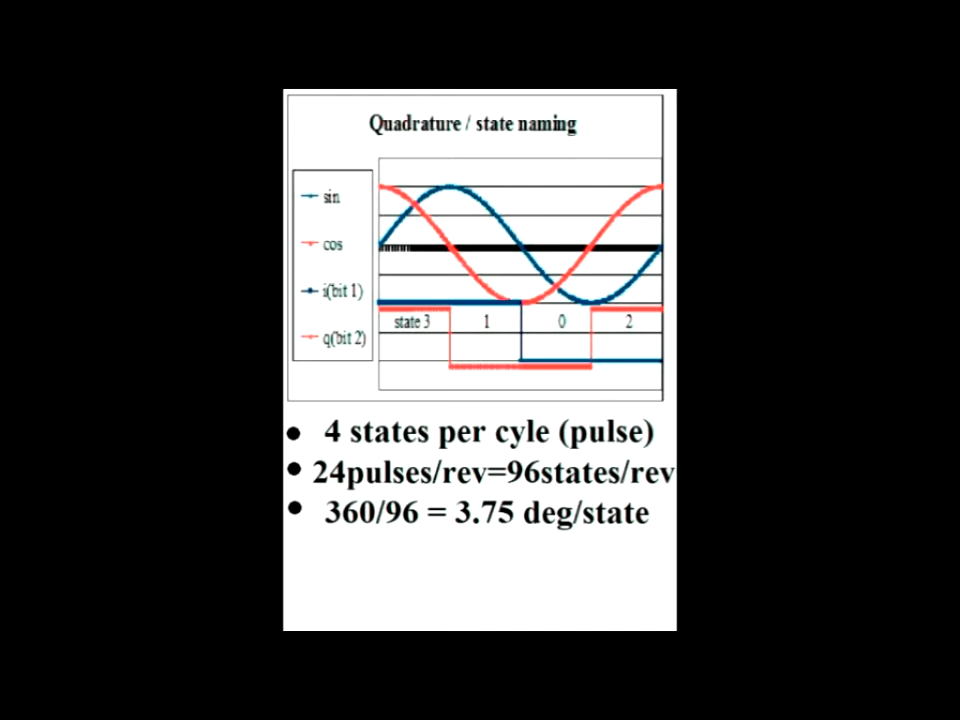 Quadrature / state naming
sin
cos
i(bit 1)
q(bit 2)
state 3 1 0 2
• 4 states per cyle (pulse)
• 24pulses/rev=96states/rev
• 360/96 = 3.75 deg/state